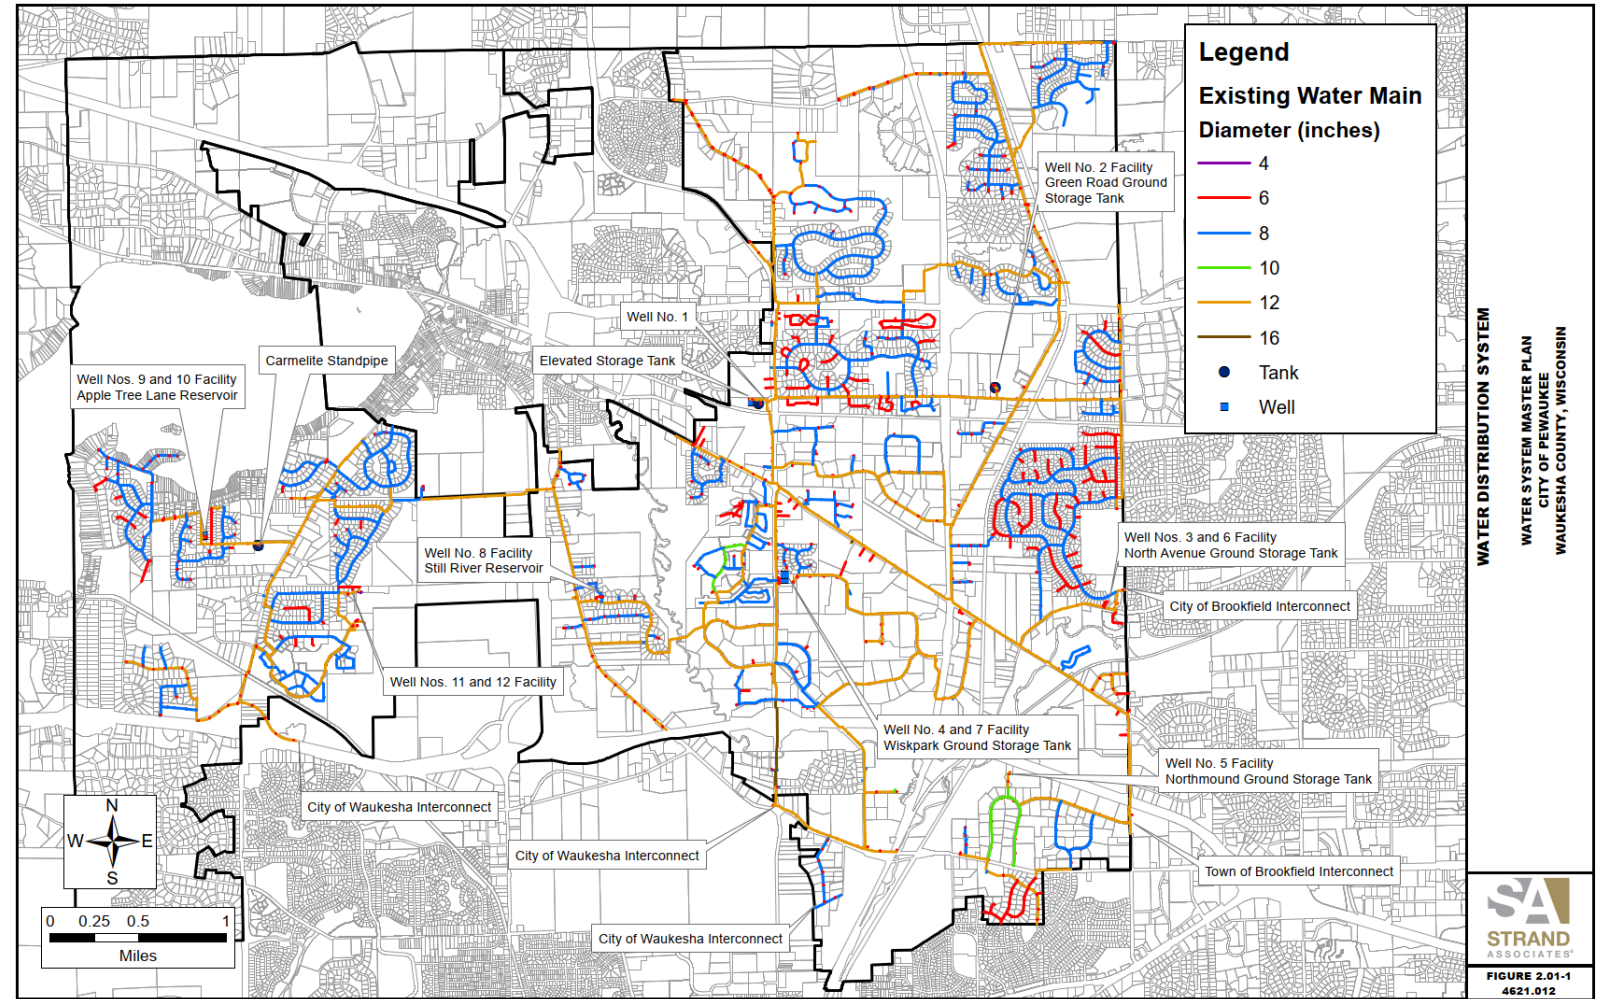 Legend
Existing Water Main
Diameter (inches)
4
6
8
10
12
16
Tank
Well
Well No. 2 Facility
Green Road Ground
Storage Tank
Well No. 1
Elevated Storage Tank
Carmelite Standpipe
Well Nos. 9 and 10 Facility
Apple Tree Lane Reservoir
Well No. 8 Facility
Still River Reservoir
Well Nos. 3 and 6 Facility
North Avenue Ground Storage Tank
City of Brookfield Interconnect
Well Nos. 11 and 12 Facility
Well No. 4 and 7 Facility
Wiskpark Ground Storage Tank
Well No. 5 Facility
Northmound Ground Storage Tank
City of Waukesha Interconnect
City of Waukesha Interconnect
Town of Brookfield Interconnect
City of Waukesha Interconnect
N
W
E
S
0 0.25 0.5 1
Miles
WATER DISTRIBUTION SYSTEM
WATER SYSTEM MASTER PLAN
CITY OF PEWAUKEE
WAUKESHA COUNTY, WISCONSIN
SA
STRAND
ASSOCIATES®
FIGURE 2.01-1
4621.012